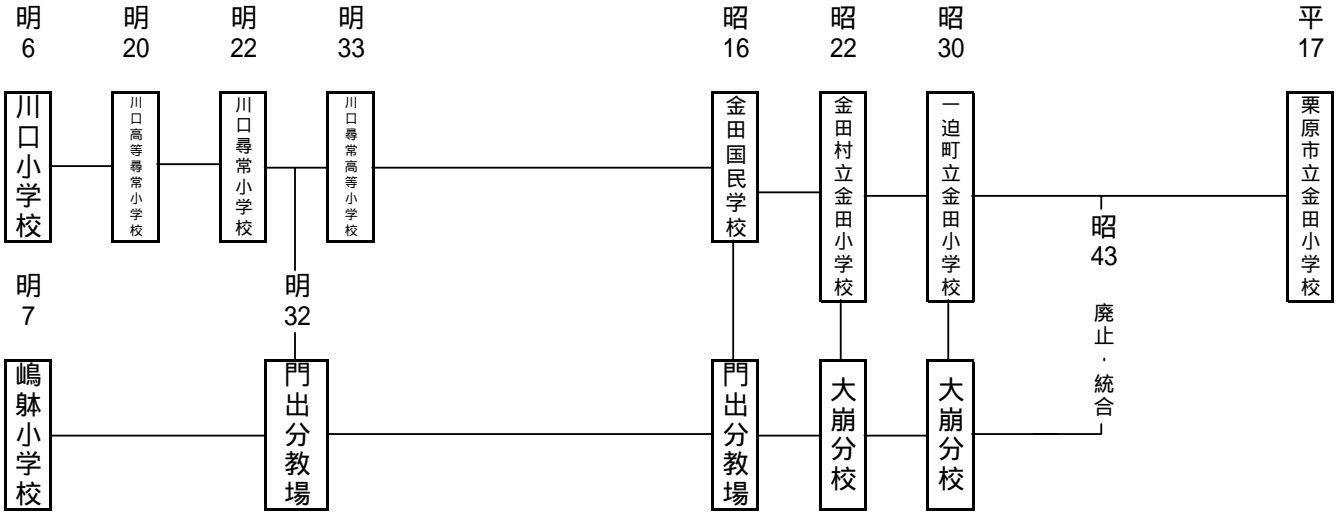 明
6
明
20
明
22
明
33
昭
16
昭
22
昭
30
平
17
川口小学校
川口高等尋常小学校
川口尋常小学校
川口尋常高等小学校
金田国民学校
金田村立金田小学校
一迫町立金田小学校
栗原市立金田小学校
昭
43
廃止・統合
明
7
明
32
嶋躰小学校
門出分教場
門出分教場
大崩分校
大崩分校